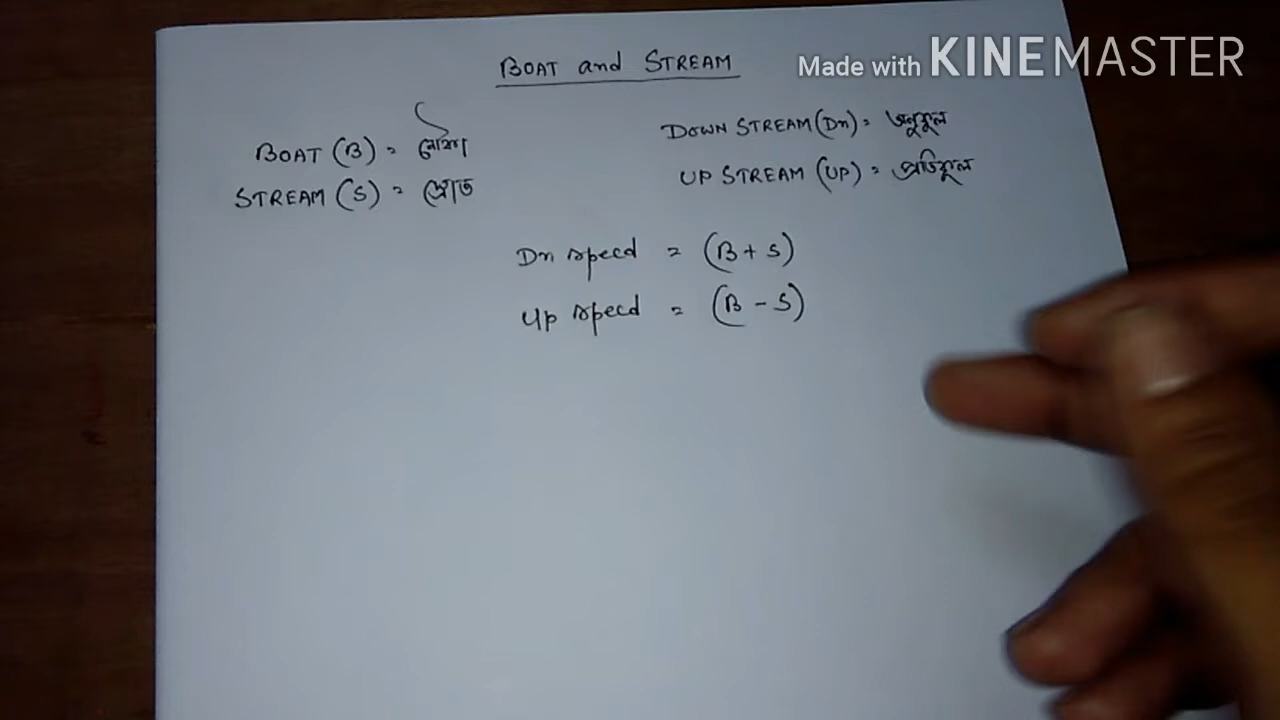 BOAT and STREAM
Made with KINEMASTER
BOAT (B) = নৌকা
STREAM (S) = স্রোত
DOWN STREAM (Dn) = অনুকূল
UP STREAM (UP) = প্রতিকূল
Dn speed = (B + S)
Up speed = (B - S)